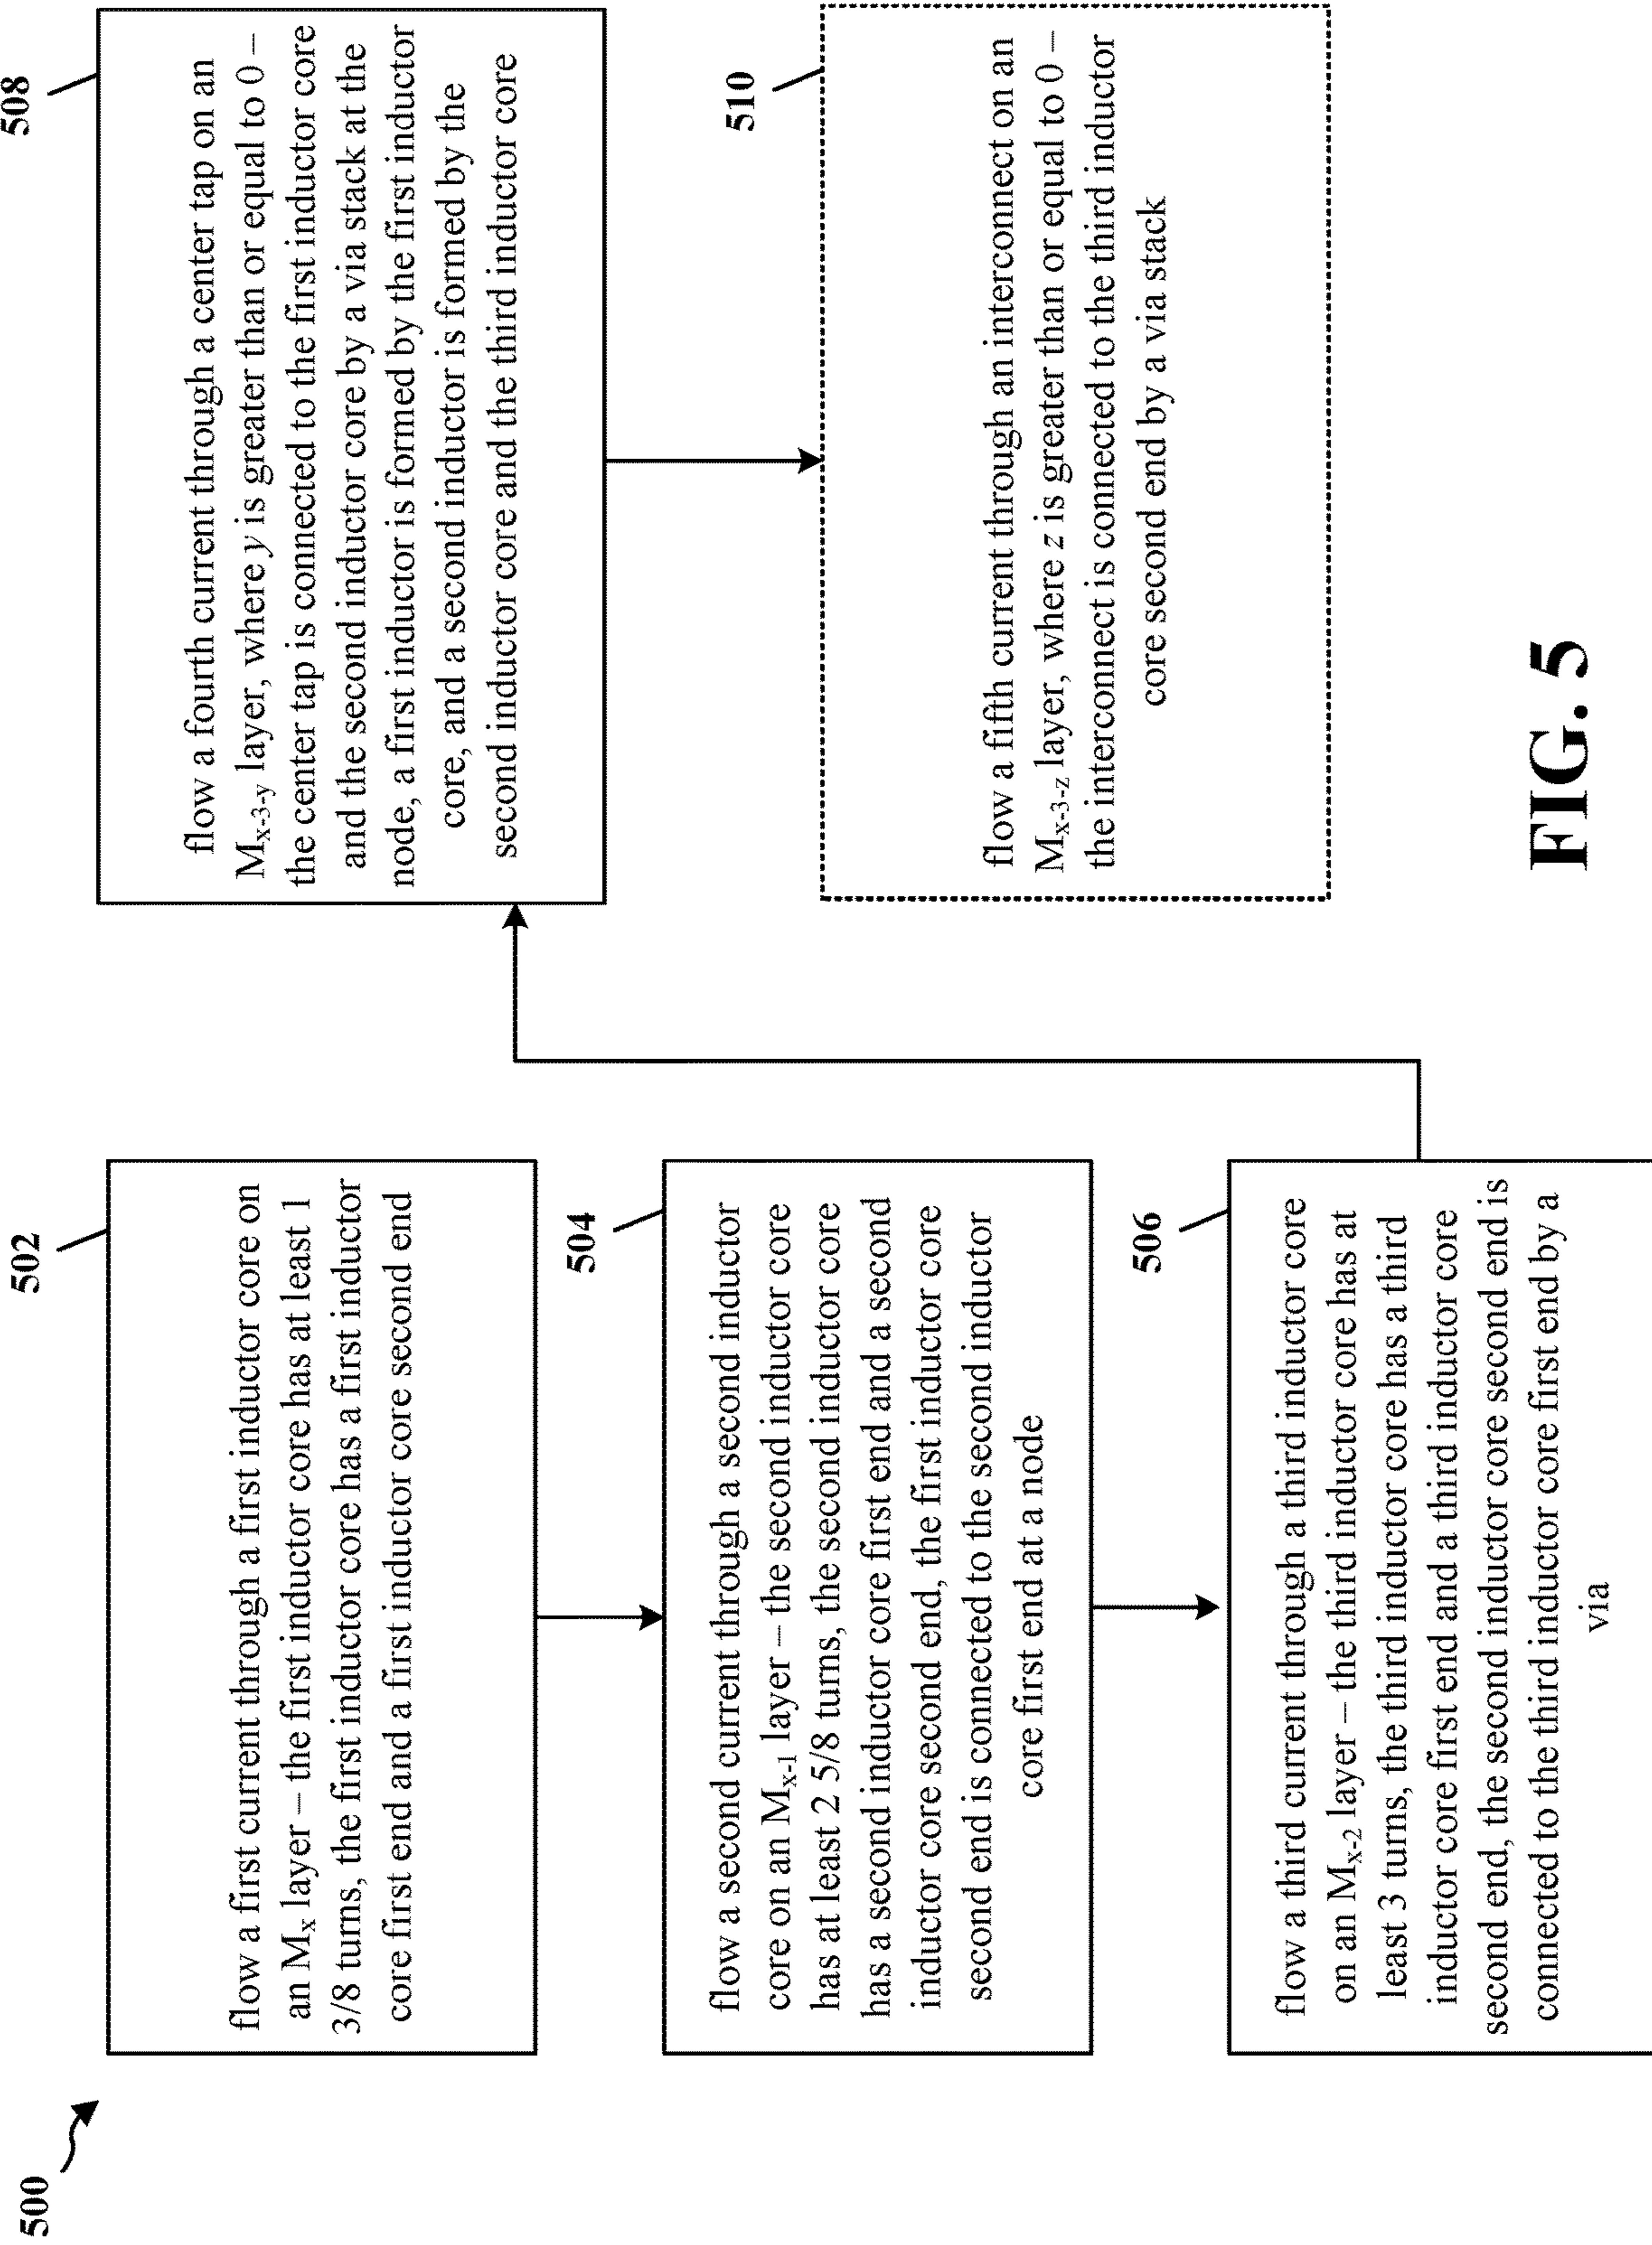 500
502
flow a first current through a first inductor core on
an Mx layer – the first inductor core has at least 1
3/8 turns, the first inductor core has a first inductor
core first end and a first inductor core second end
504
flow a second current through a second inductor
core on an Mx-1 layer – the second inductor core
has at least 2 5/8 turns, the second inductor core
has a second inductor core first end and a second
inductor core second end, the first inductor core
second end is connected to the second inductor
core first end at a node
506
flow a third current through a third inductor core
on an Mx-2 layer – the third inductor core has at
least 3 turns, the third inductor core has a third
inductor core first end and a third inductor core
second end, the second inductor core second end is
connected to the third inductor core first end by a
via
508
flow a fourth current through a center tap on an
Mx-3-y layer, where y is greater than or equal to 0 –
the center tap is connected to the first inductor core
and the second inductor core by a via stack at the
node, a first inductor is formed by the first inductor
core, and a second inductor is formed by the
second inductor core and the third inductor core
510
flow a fifth current through an interconnect on an
Mx-3-z layer, where z is greater than or equal to 0 –
the interconnect is connected to the third inductor
core second end by a via stack
FIG. 5